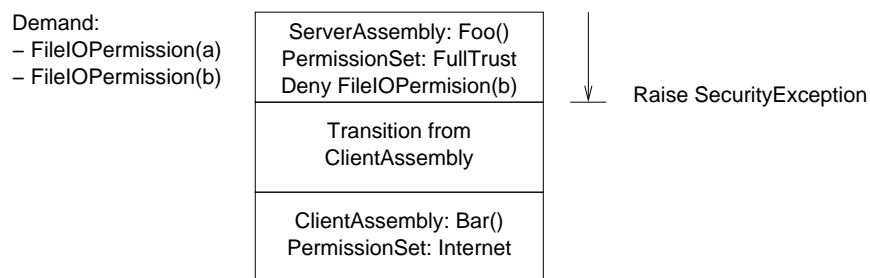 Demand:
– FileIOPermission(a)
– FileIOPermission(b)
ServerAssembly: Foo()
PermissionSet: FullTrust
Deny FileIOPermision(b)
Raise SecurityException
Transition from
ClientAssembly
ClientAssembly: Bar()
PermissionSet: Internet